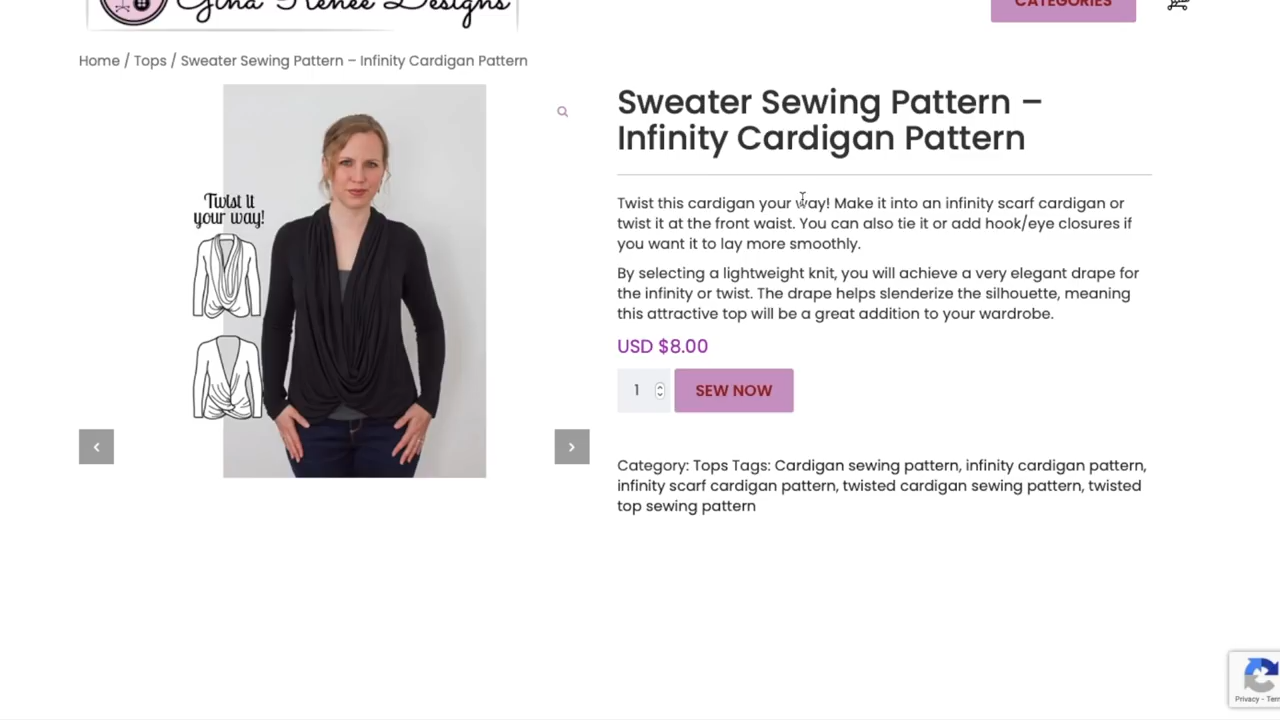 Gina Renee Designs
CATEGORIES
Home / Tops / Sweater Sewing Pattern – Infinity Cardigan Pattern
Twist it
your way!
Sweater Sewing Pattern –
Infinity Cardigan Pattern
Twist this cardigan your way! Make it into an infinity scarf cardigan or
twist it at the front waist. You can also tie it or add hook/eye closures if
you want it to lay more smoothly.
By selecting a lightweight knit, you will achieve a very elegant drape for
the infinity or twist. The drape helps slenderize the silhouette, meaning
this attractive top will be a great addition to your wardrobe.
USD $8.00
1
SEW NOW
Category: Tops Tags: Cardigan sewing pattern, infinity cardigan pattern,
infinity scarf cardigan pattern, twisted cardigan sewing pattern, twisted
top sewing pattern
Privacy -